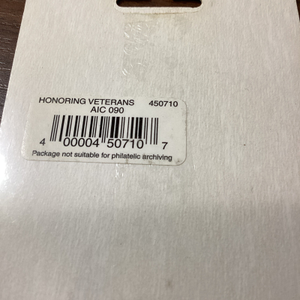 HONORING VETERANS 450710
AIC 090
4 00004 50710 7
Package not suitable for philatelic archiving